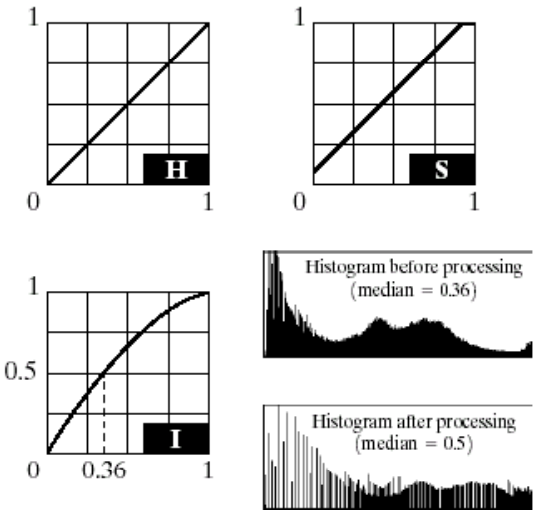 1
1
H
S
0
1
0
1
1
Histogram before processing
(median = 0.36)
0.5
Histogram after processing
(median = 0.5)
I
0
0.36
1